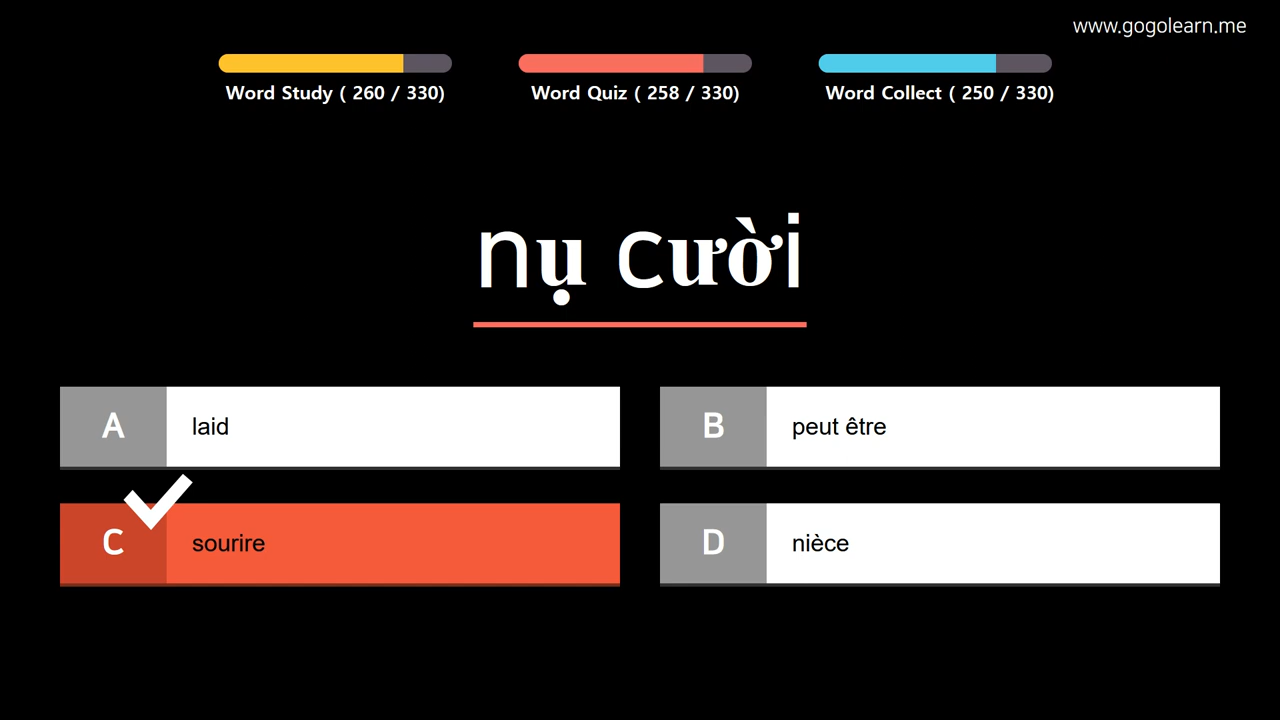 www.gogolearn.me
Word Study ( 260 / 330)
Word Quiz ( 258 / 330)
Word Collect ( 250 / 330)
nụ cười
A laid
B peut être
C sourire
D nièce